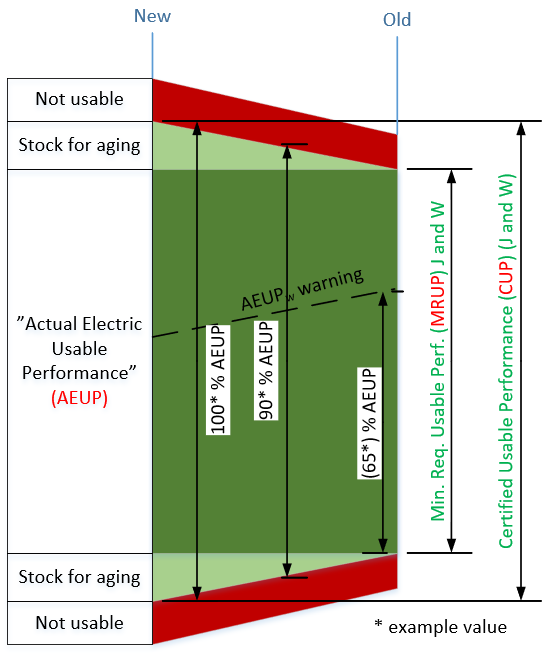 New
Old
Not usable
Stock for aging
”Actual Electric
Usable
Performance”
(AEUP)
Stock for aging
Not usable
AEUPw warning
100* % AEUP
90* % AEUP
(65*) % AEUP
Min. Req. Usable Perf. (MRUP) J and W
Certified Usable Performance (CUP) (J and W)
* example value